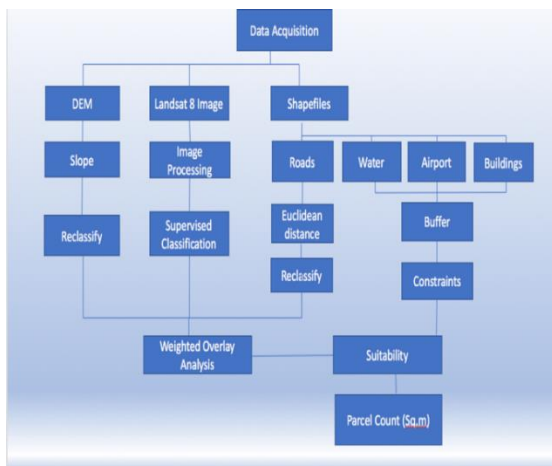 Data Acquisition
DEM
Landsat 8 Image
Shapefiles
Slope
Image
Processing
Roads
Water
Airport
Buildings
Reclassify
Supervised
Classification
Euclidean
distance
Buffer
Reclassify
Constraints
Weighted Overlay
Analysis
Suitability
Parcel Count (Sq.m)